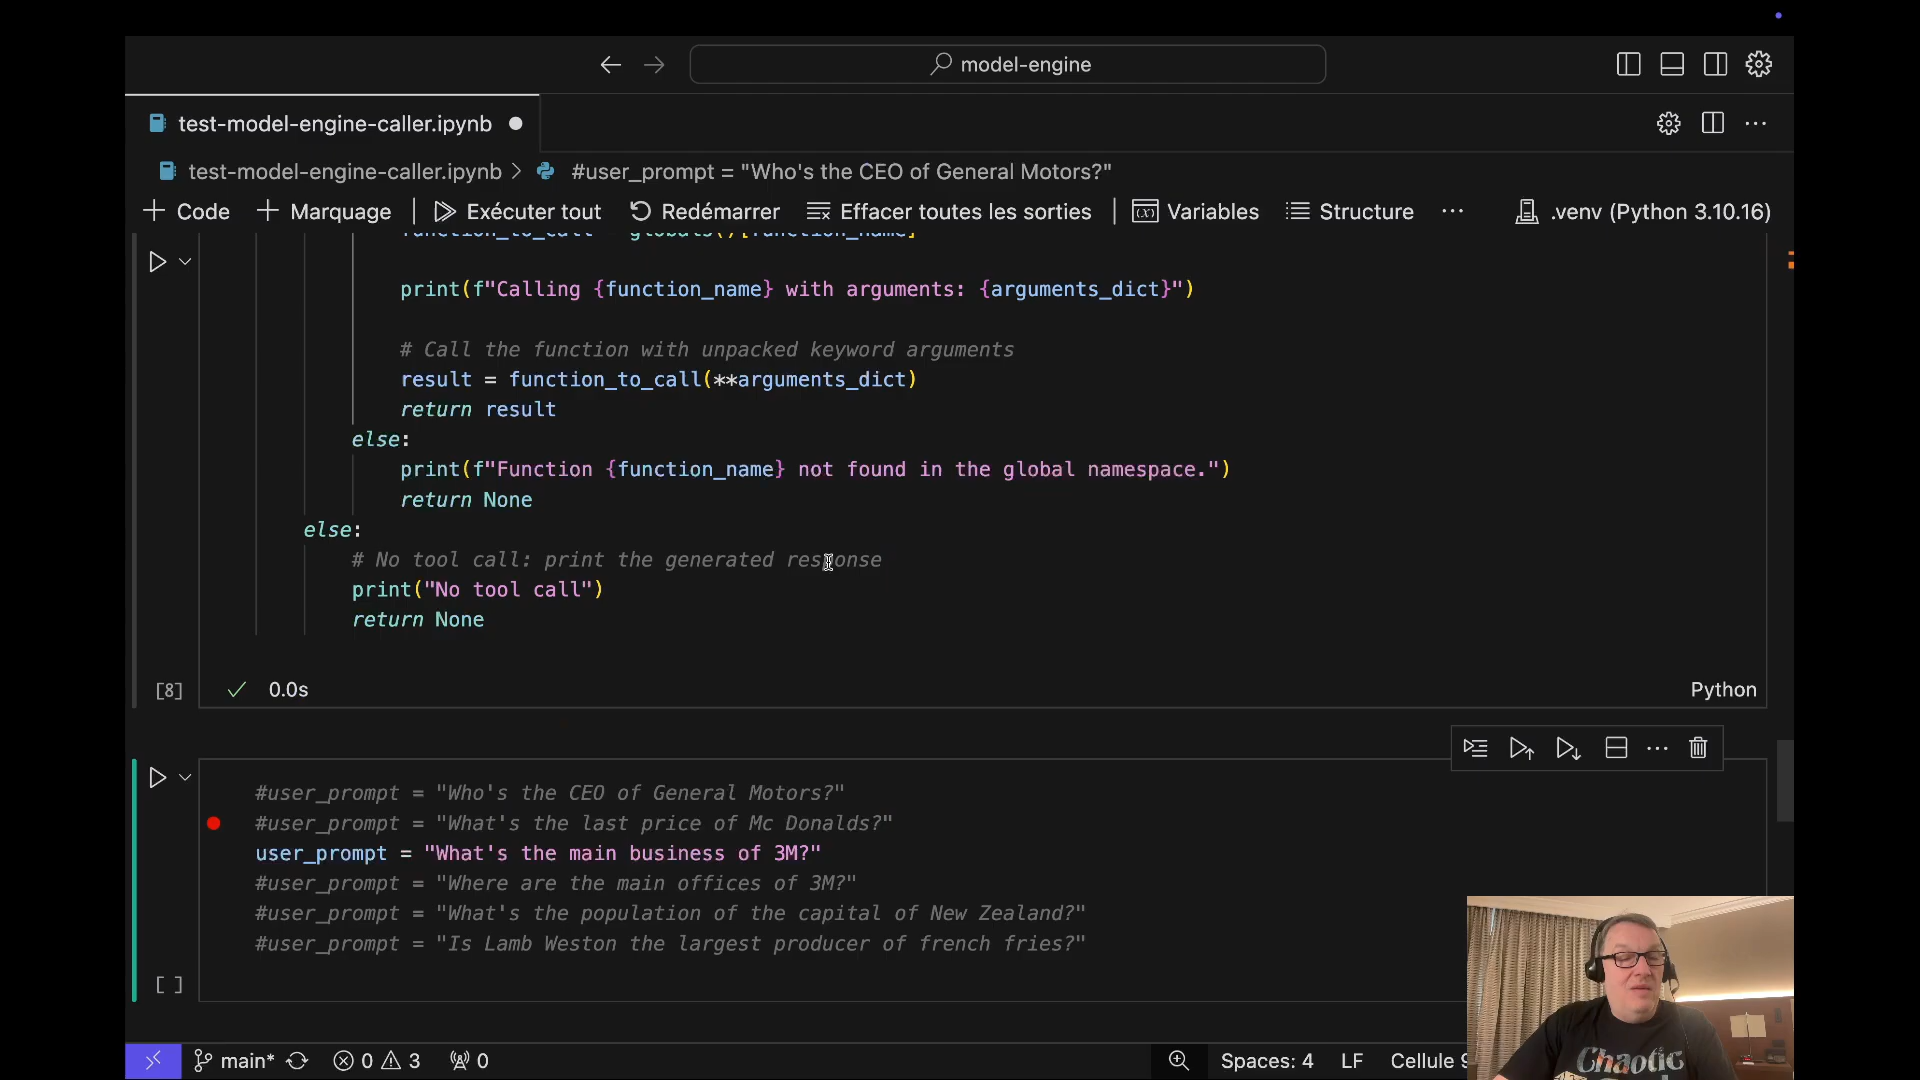 model-engine
test-model-engine-caller.ipynb
test-model-engine-caller.ipynb > #user_prompt = "Who's the CEO of General Motors?"
+ Code + Marquage | Exécuter tout Redémarrer Effacer toutes les sorties | Variables Structure ... .venv (Python 3.10.16)
function_to_call = globals()[function_name]
print(f"Calling {function_name} with arguments: {arguments_dict}")
# Call the function with unpacked keyword arguments
result = function_to_call(**arguments_dict)
return result
else:
print(f"Function {function_name} not found in the global namespace.")
return None
else:
# No tool call: print the generated response
print("No tool call")
return None
[8] 0.0s Python
#user_prompt = "Who's the CEO of General Motors?"
#user_prompt = "What's the last price of Mc Donalds?"
user_prompt = "What's the main business of 3M?"
#user_prompt = "Where are the main offices of 3M?"
#user_prompt = "What's the population of the capital of New Zealand?"
#user_prompt = "Is Lamb Weston the largest producer of french fries?"
[ ]
Chaotic
main* 0 3 0 Spaces: 4 LF Cellule